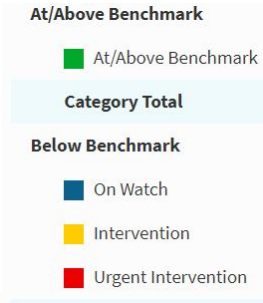 At/Above Benchmark
At/Above Benchmark
Category Total
Below Benchmark
On Watch
Intervention
Urgent Intervention